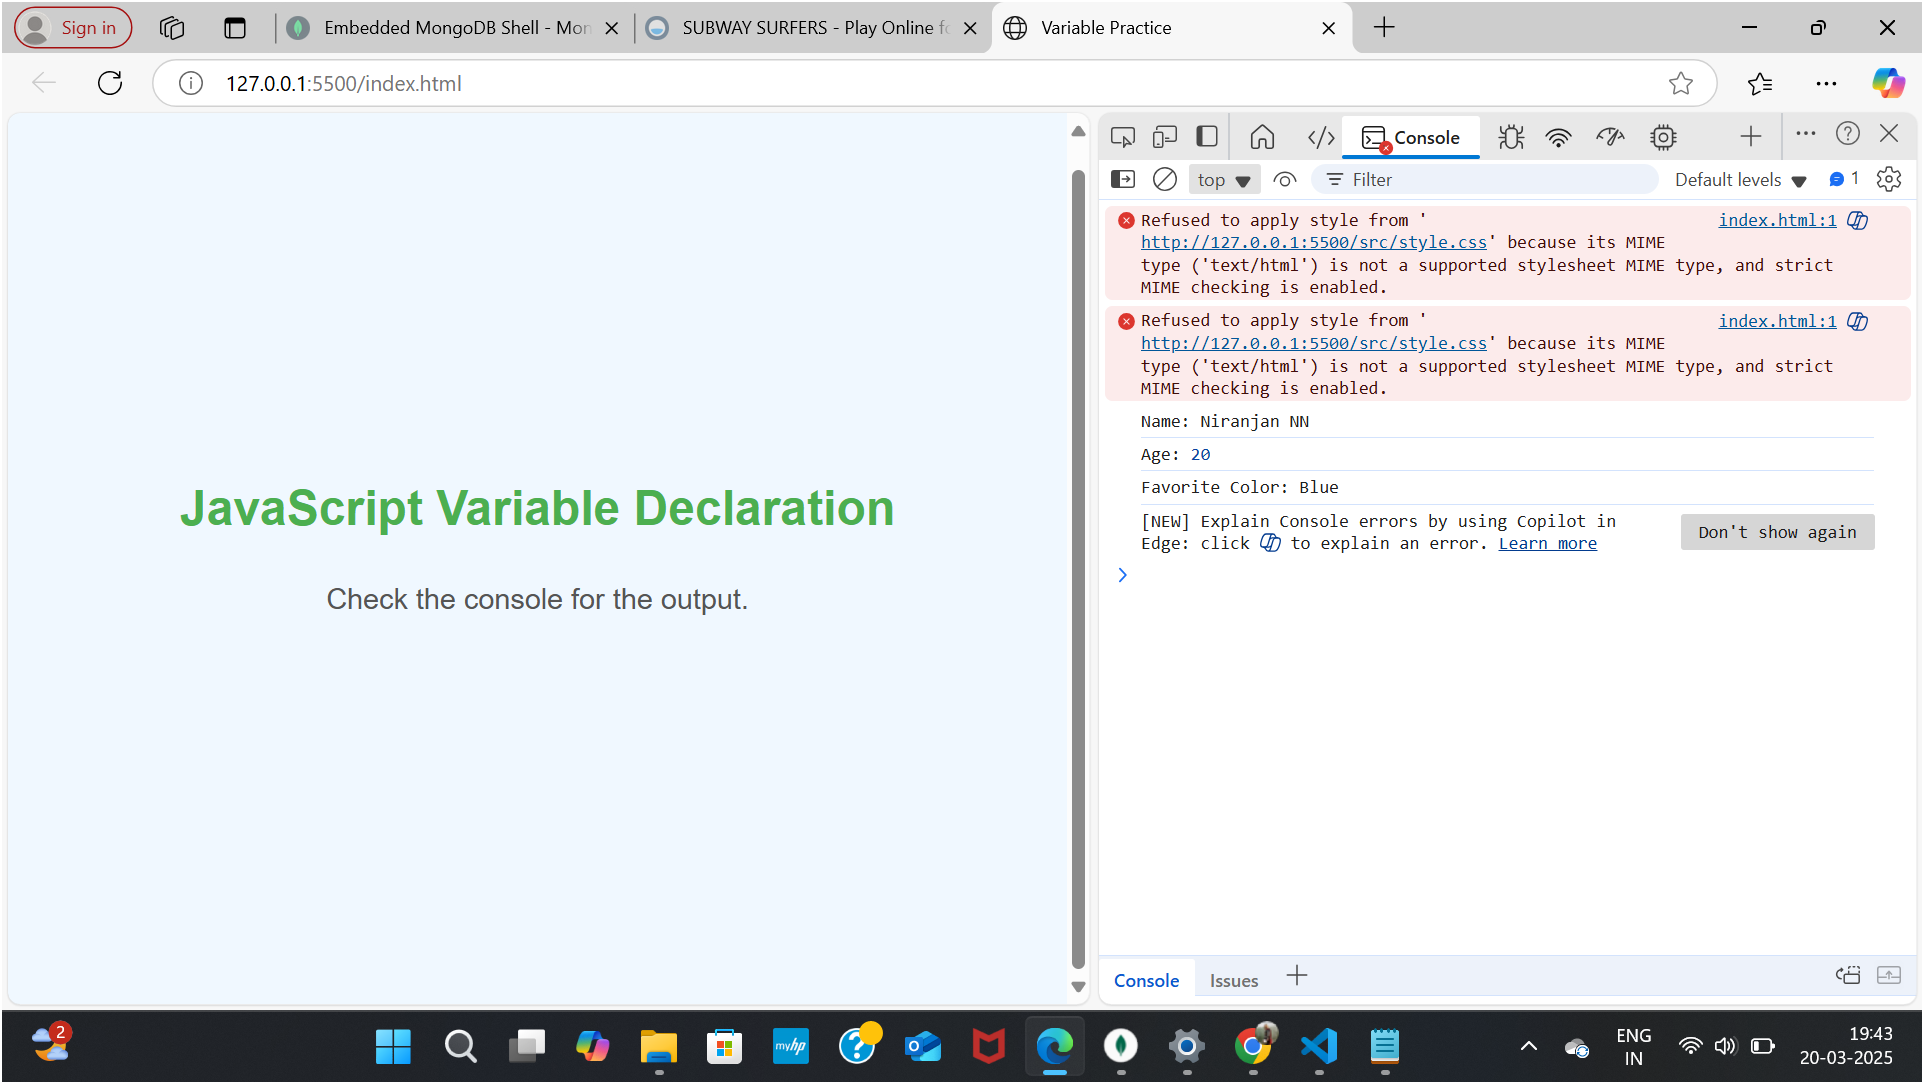 Sign in
Embedded MongoDB Shell - Mon
SUBWAY SURFERS - Play Online fo
Variable Practice
127.0.0.1:5500/index.html
JavaScript Variable Declaration
Check the console for the output.
Console
top
Filter
Default levels
1
Refused to apply style from '
index.html:1
http://127.0.0.1:5500/src/style.css' because its MIME
type ('text/html') is not a supported stylesheet MIME type, and strict
MIME checking is enabled.
Refused to apply style from '
index.html:1
http://127.0.0.1:5500/src/style.css' because its MIME
type ('text/html') is not a supported stylesheet MIME type, and strict
MIME checking is enabled.
Name: Niranjan NN
Age: 20
Favorite Color: Blue
[NEW] Explain Console errors by using Copilot in
Edge: click to explain an error. Learn more
Don't show again
Console
Issues
2
myhp
ENG
IN
19:43
20-03-2025